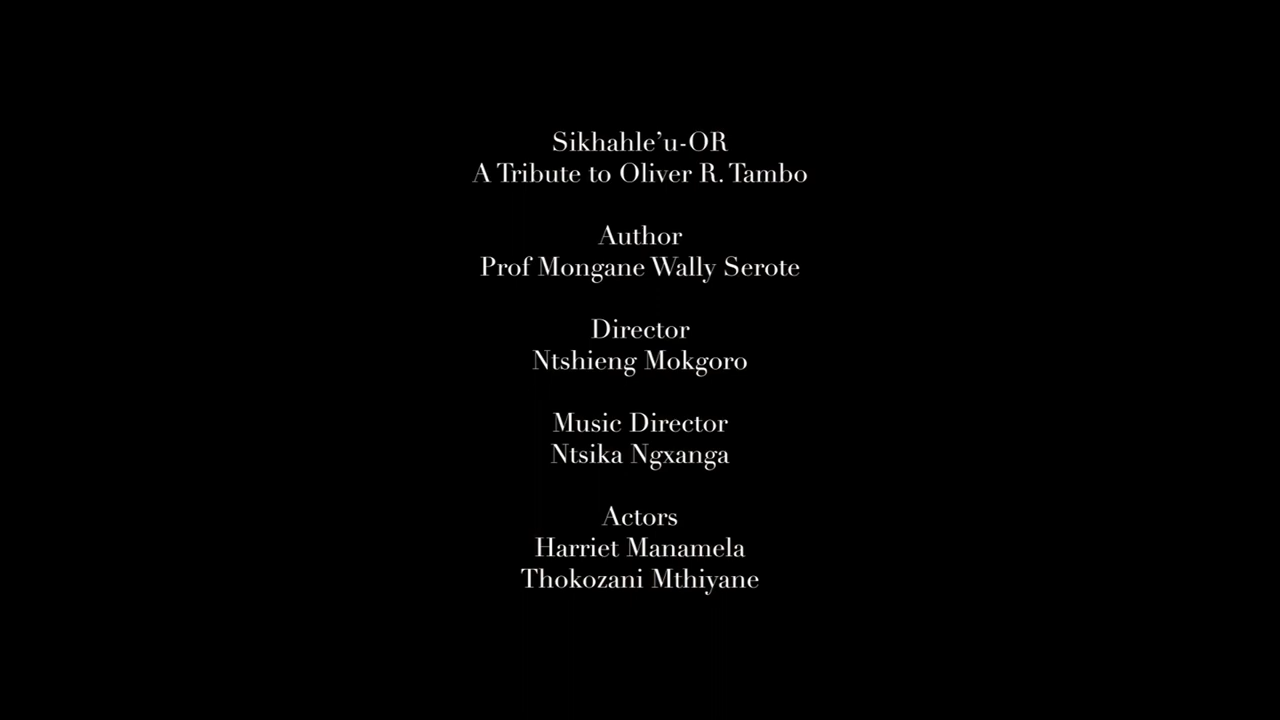 Sikhahle’u-OR
A Tribute to Oliver R. Tambo
Author
Prof Mongane Wally Serote
Director
Ntshieng Mokgoro
Music Director
Ntsika Ngxanga
Actors
Harriet Manamela
Thokozani Mthiyane